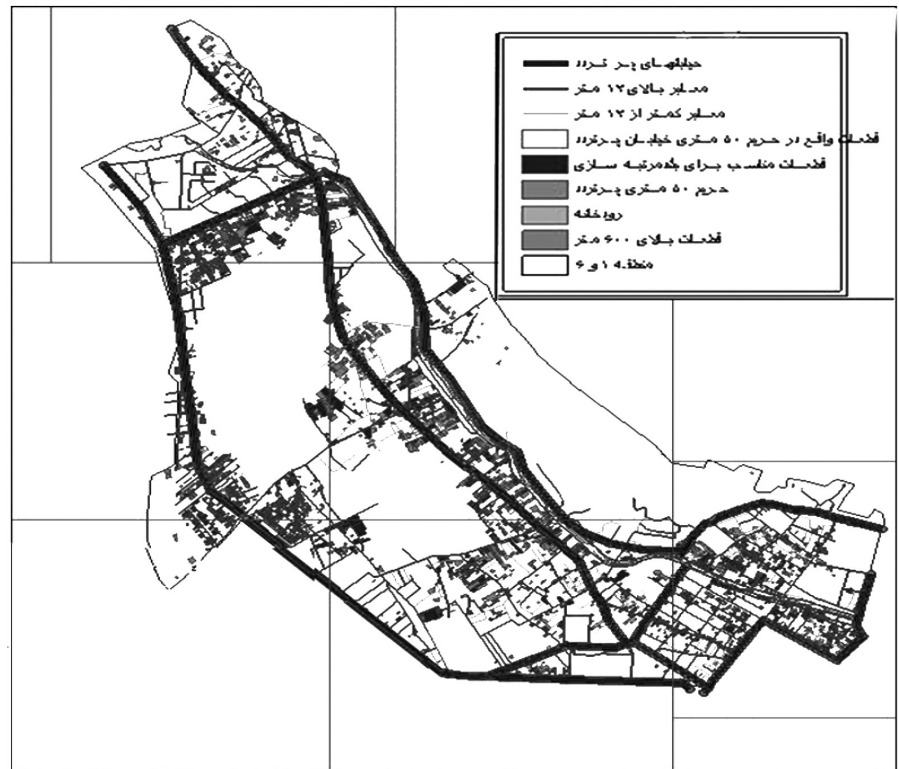 خیابانهای پر تردد
معابر بالای ۱۲ متر
معابر کمتر از ۱۲ متر
قطعات واقع در حریم ۵۰ متری خیابان پرتردد
قطعات مناسب برای بلندمرتبه سازی
حریم ۵۰ متری پرتردد
رودخانه
قطعات بالای ۶۰۰ متر
منطقه ۱ و ۶